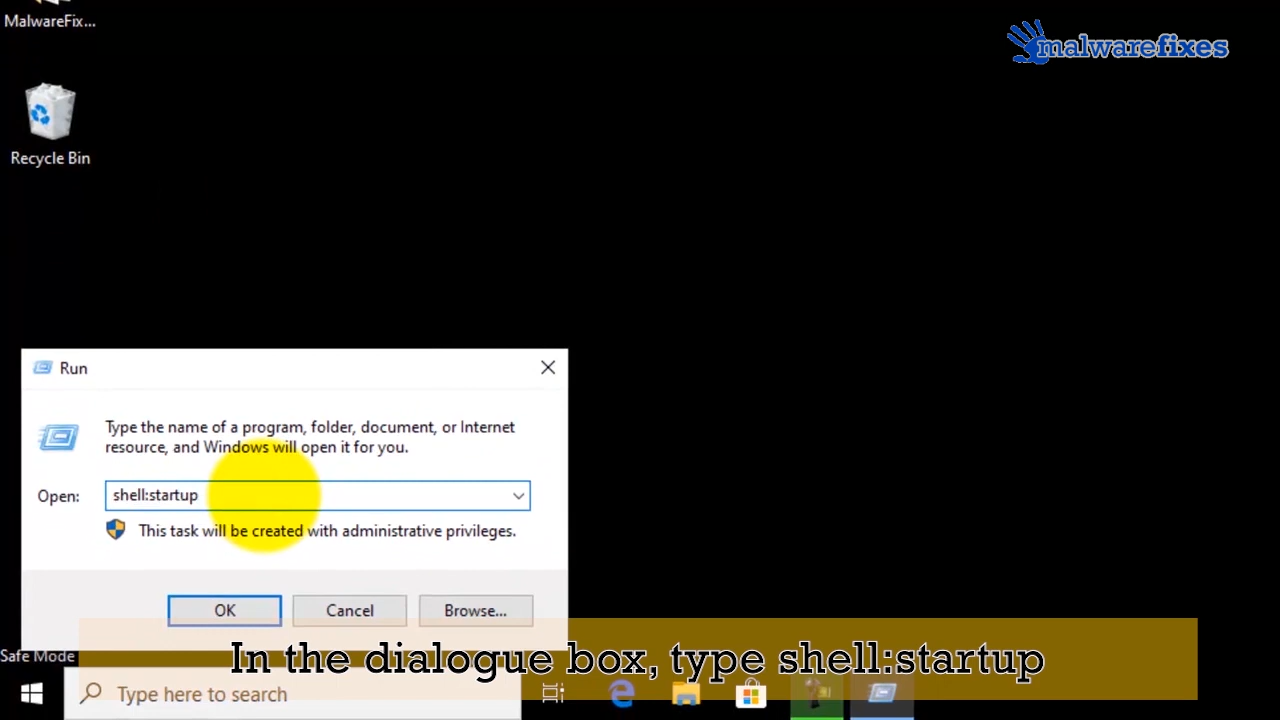 MalwareFix...
malwarefixes
Recycle Bin
Run
Type the name of a program, folder, document, or Internet
resource, and Windows will open it for you.
Open:
shell:startup
This task will be created with administrative privileges.
OK
Cancel
Browse...
In the dialogue box, type shell:startup
Safe Mode
Type here to search